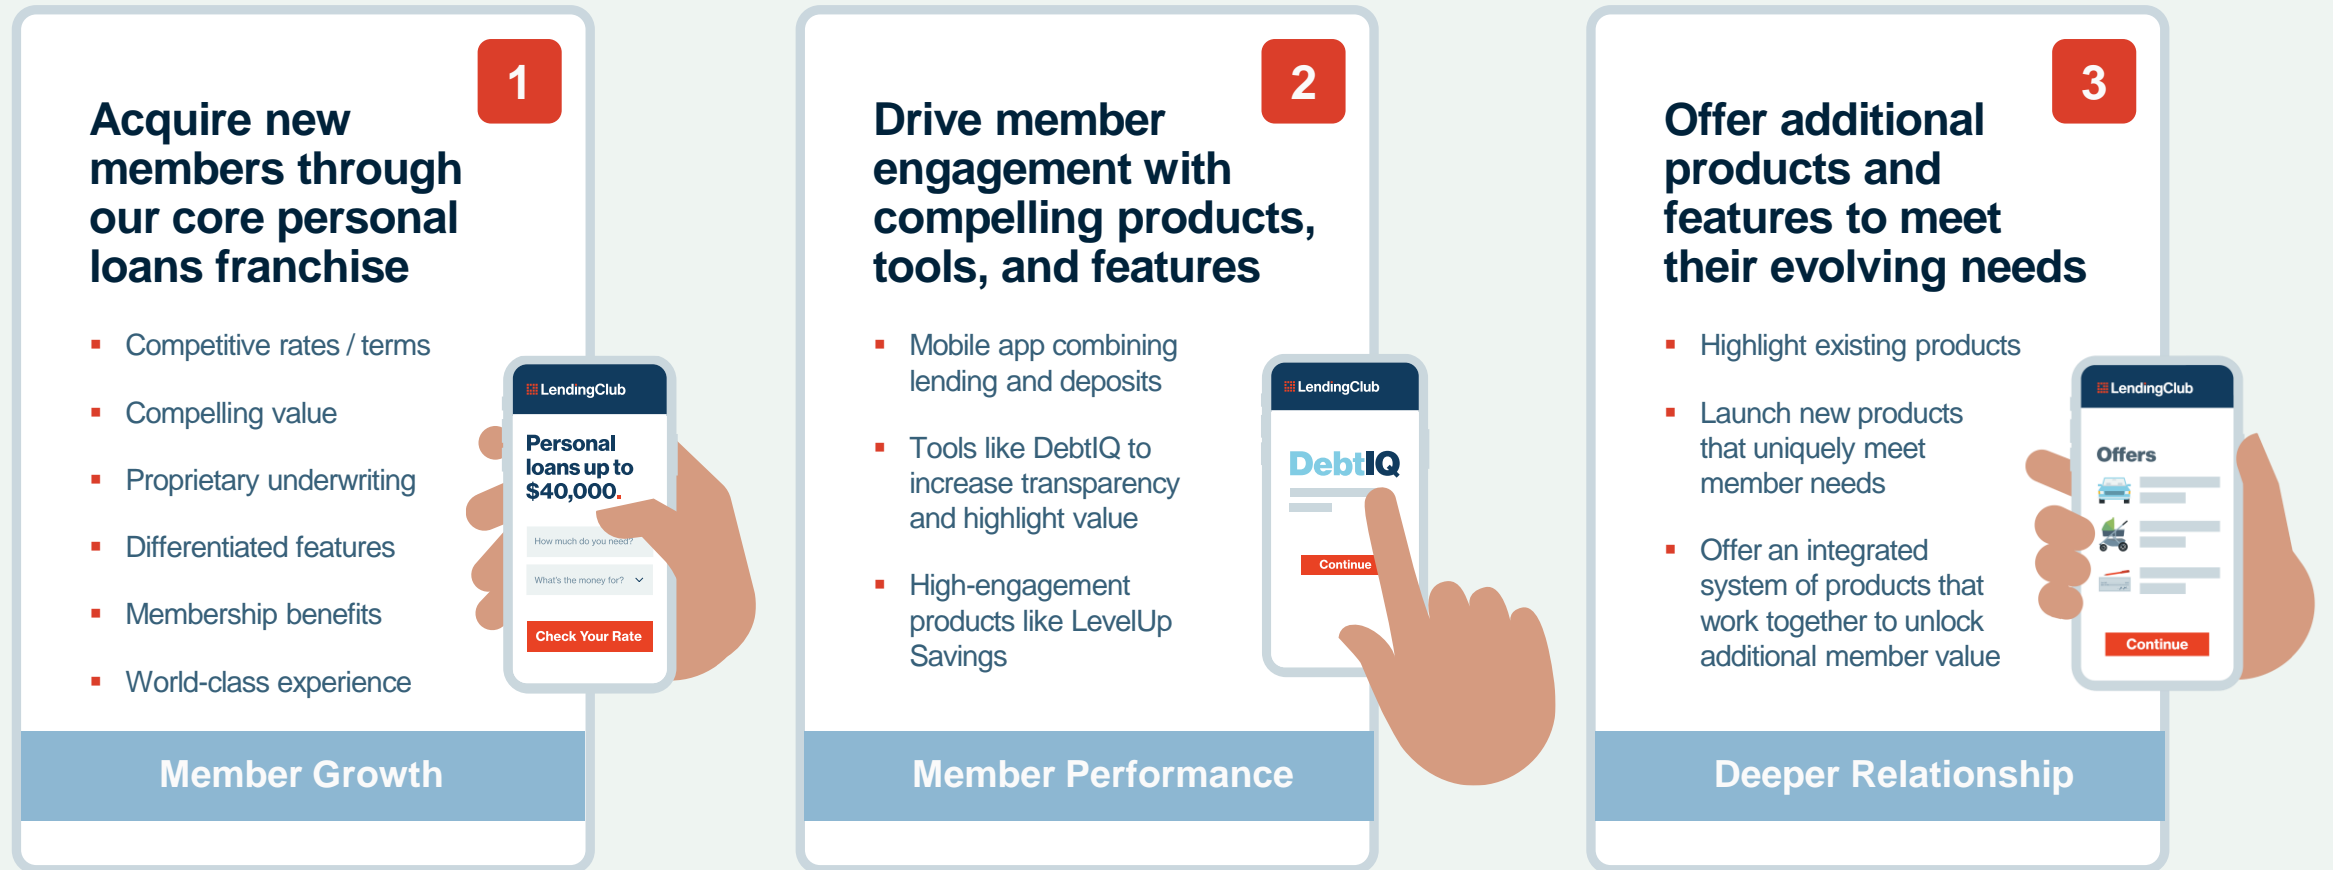 1
Acquire new
members through
our core personal
loans franchise
Competitive rates / terms
Compelling value
Proprietary underwriting
Differentiated features
Membership benefits
World-class experience
LendingClub
Personal
loans up to
$40,000.
How much do you need?
What's the money for?
Check Your Rate
Member Growth
2
Drive member
engagement with
compelling products,
tools, and features
Mobile app combining
lending and deposits
Tools like DebtIQ to
increase transparency
and highlight value
High-engagement
products like LevelUp
Savings
LendingClub
DebtIQ
Continue
Member Performance
3
Offer additional
products and
features to meet
their evolving needs
Highlight existing products
Launch new products
that uniquely meet
member needs
Offer an integrated
system of products that
work together to unlock
additional member value
LendingClub
Offers
Continue
Deeper Relationship